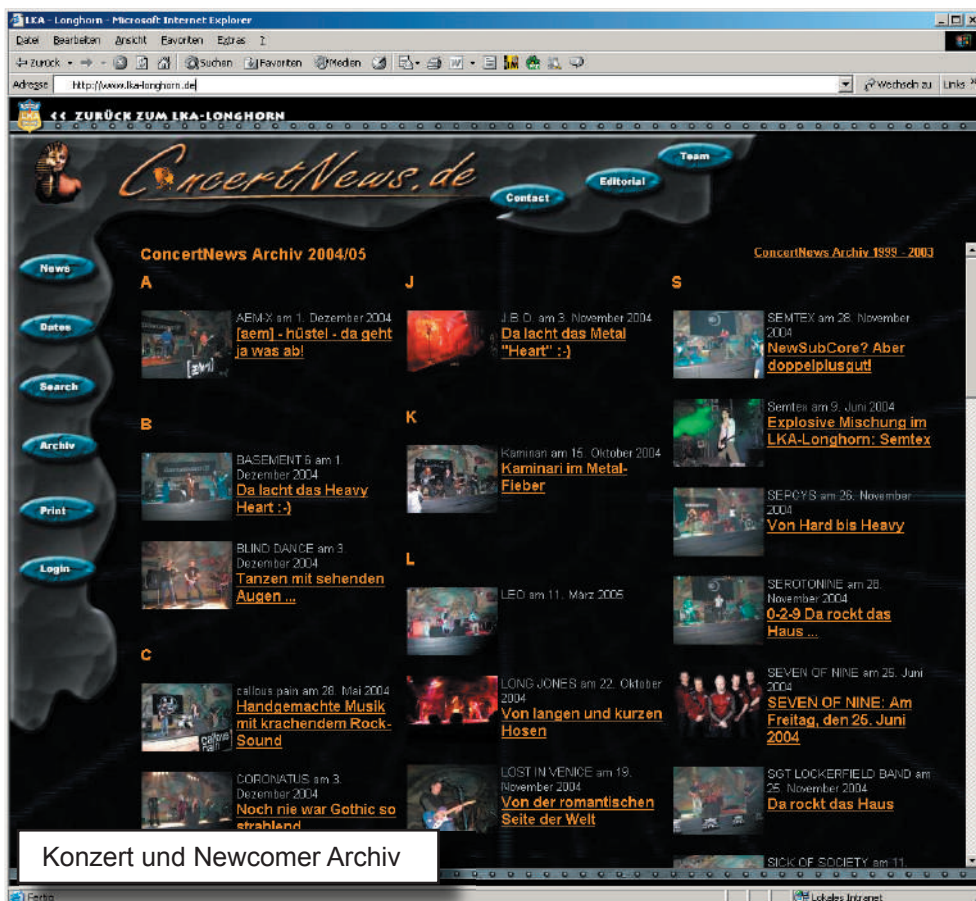 LKA - Longhorn - Microsoft Internet Explorer
Datei Bearbeiten Ansicht Favoriten Extras ?
Zurück Suchen Favoriten Medien
Adresse http://www.lka-longhorn.de Wechseln zu Links
<< ZURÜCK ZUM LKA-LONGHORN
ConcertNews.de
Contact
Editorial
Team
News
Dates
Search
Archiv
Print
Login
ConcertNews Archiv 2004/05
ConcertNews Archiv 1999 - 2003
A
AEM-X am 1. Dezember 2004
[aem] - hüstel - da geht
ja was ab!
B
BASEMENT 6 am 1.
Dezember 2004
Da lacht das Heavy
Heart :-)
BLIND DANCE am 3.
Dezember 2004
Tanzen mit sehenden
Augen ...
C
callous pain am 28. Mai 2004
Handgemachte Musik
mit krachendem Rock-
Sound
CORONATUS am 3.
Dezember 2004
Noch nie war Gothic so
strahlend
J
J.B.O. am 3. November 2004
Da lacht das Metal
"Heart" :-)
K
Kaminari am 15. Oktober 2004
Kaminari im Metal-
Fieber
L
LEO am 11. März 2005
LONG JONES am 22. Oktober
2004
Von langen und kurzen
Hosen
LOST IN VENICE am 19.
November 2004
Von der romantischen
Seite der Welt
S
SEMTEX am 28. November
2004
NewSubCore? Aber
doppelplusgut!
Semtex am 9. Juni 2004
Explosive Mischung im
LKA-Longhorn: Semtex
SEPCYS am 26. November
2004
Von Hard bis Heavy
SEROTONINE am 26.
November 2004
0-2-9 Da rockt das
Haus ...
SEVEN OF NINE am 25. Juni
2004
SEVEN OF NINE: Am
Freitag, den 25. Juni
2004
SGT LOCKERFIELD BAND am
25. November 2004
Da rockt das Haus
SICK OF SOCIETY am 11.
Konzert und Newcomer Archiv
Fertig
Lokales Intranet